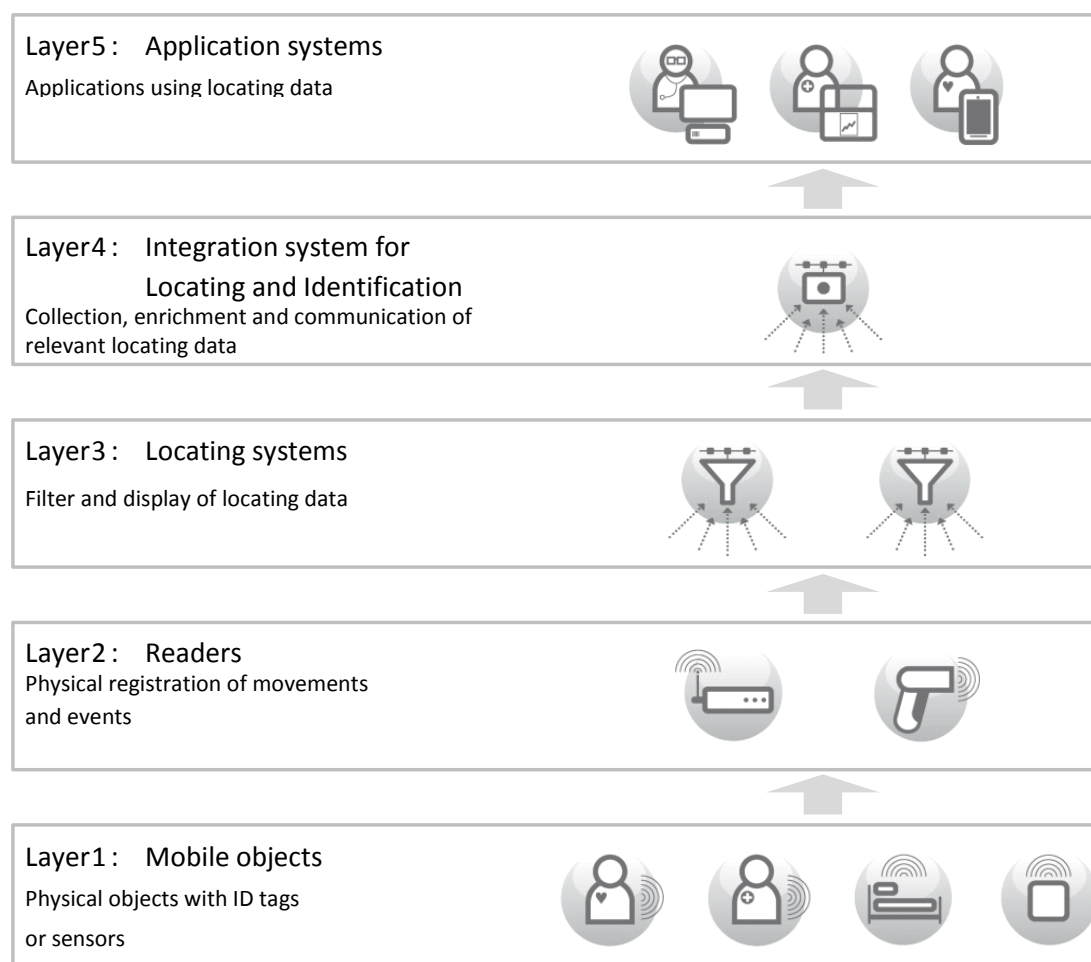 Layer5 : Application systems
Applications using locating data
Layer4 : Integration system for
Locating and Identification
Collection, enrichment and communication of
relevant locating data
Layer3 : Locating systems
Filter and display of locating data
Layer2 : Readers
Physical registration of movements
and events
Layer1 : Mobile objects
Physical objects with ID tags
or sensors